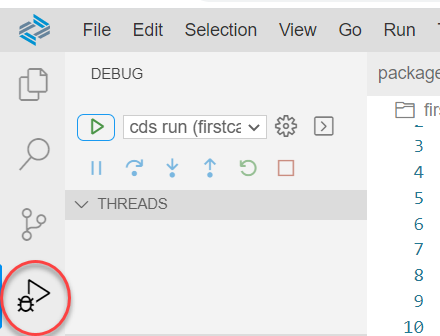 File Edit Selection View Go Run
DEBUG
package
cds run (firstca
firs
THREADS
3
4
5
6
7
8
9
10